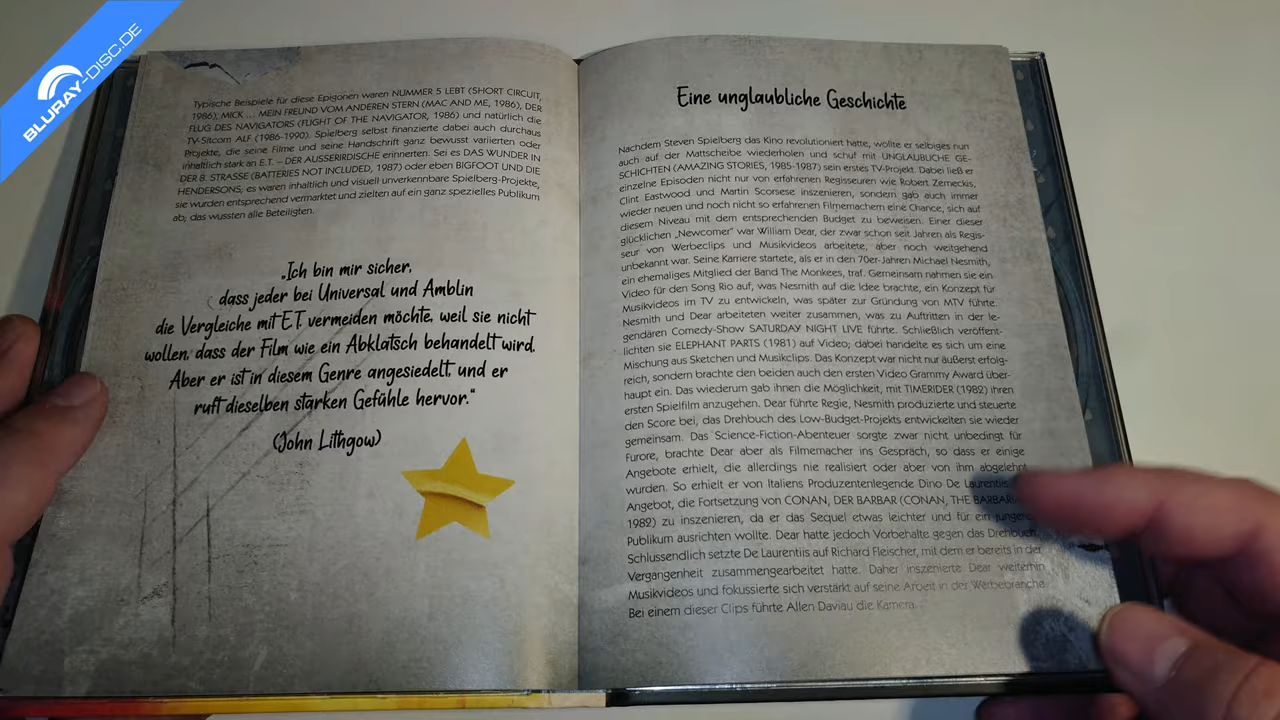 BLURAY-DISC.DE
Typische Beispiele für diese Epigonen waren NUMMER 5 LEBT (SHORT CIRCUIT,
1986), MICK ... MEIN FREUND VOM ANDEREN STERN (MAC AND ME, 1986), DER
FLUG DES NAVIGATORS (FLIGHT OF THE NAVIGATOR, 1986) und natürlich die
TV-Sitcom ALF (1986-1990). Spielberg selbst finanzierte dabei auch durchaus
Projekte, die seine Filme und seine Handschrift ganz bewusst variierten oder
inhaltlich stark an E.T. – DER AUSSERIRDISCHE erinnerten. Sei es DAS WUNDER IN
DER 8. STRASSE (BATTERIES NOT INCLUDED, 1987) oder eben BIGFOOT UND DIE
HENDERSONS; es waren inhaltlich und visuell unverkennbare Spielberg-Projekte,
sie wurden entsprechend vermarktet und zielten auf ein ganz spezielles Publikum
ab; das wussten alle Beteiligten.
„Ich bin mir sicher,
dass jeder bei Universal und Amblin
die Vergleiche mit E.T. vermeiden möchte, weil sie nicht
wollen, dass der Film wie ein Abklatsch behandelt wird.
Aber er ist in diesem Genre angesiedelt, und er
ruft dieselben starken Gefühle hervor."
(John Lithgow)
Eine unglaubliche Geschichte
Nachdem Steven Spielberg das Kino revolutioniert hatte, wollte er selbiges nun
auch auf der Mattscheibe wiederholen und schuf mit UNGLAUBLICHE GE-
SCHICHTEN (AMAZING STORIES, 1985-1987) sein erstes TV-Projekt. Dabei ließ er
einzelne Episoden nicht nur von erfahrenen Regisseuren wie Robert Zemeckis,
Clint Eastwood und Martin Scorsese inszenieren, sondern gab auch immer
wieder neuen und noch nicht so erfahrenen Filmemachern eine Chance, sich auf
diesem Niveau mit dem entsprechenden Budget zu beweisen. Einer dieser
glücklichen „Newcomer" war William Dear, der zwar schon seit Jahren als Regis-
seur von Werbeclips und Musikvideos arbeitete, aber noch weitgehend
unbekannt war. Seine Karriere startete, als er in den 70er-Jahren Michael Nesmith,
ein ehemaliges Mitglied der Band The Monkees, traf. Gemeinsam nahmen sie ein
Video für den Song Rio auf, was Nesmith auf die Idee brachte, ein Konzept für
Musikvideos im TV zu entwickeln, was später zur Gründung von MTV führte.
Nesmith und Dear arbeiteten weiter zusammen, was zu Auftritten in der le-
gendären Comedy-Show SATURDAY NIGHT LIVE führte. Schließlich veröffent-
lichten sie ELEPHANT PARTS (1981) auf Video; dabei handelte es sich um eine
Mischung aus Sketchen und Musikclips. Das Konzept war nicht nur äußerst erfolg-
reich, sondern brachte den beiden auch den ersten Video Grammy Award über-
haupt ein. Das wiederum gab ihnen die Möglichkeit, mit TIMERIDER (1982) ihren
ersten Spielfilm anzugehen. Dear führte Regie, Nesmith produzierte und steuerte
den Score bei, das Drehbuch des Low-Budget-Projekts entwickelten sie wieder
gemeinsam. Das Science-Fiction-Abenteuer sorgte zwar nicht unbedingt für
Furore, brachte Dear aber als Filmemacher ins Gespräch, so dass er einige
Angebote erhielt, die allerdings nie realisiert oder aber von ihm abgelehnt
wurden. So erhielt er von Italiens Produzentenlegende Dino De Laurentiis
Angebot, die Fortsetzung von CONAN, DER BARBAR (CONAN, THE BARBARIAN
1982) zu inszenieren, da er das Sequel etwas leichter und für ein jüngeres
Publikum ausrichten wollte. Dear hatte jedoch Vorbehalte gegen das Drehbuch.
Schlussendlich setzte De Laurentiis auf Richard Fleischer, mit dem er bereits in der
Vergangenheit zusammengearbeitet hatte. Daher inszenierte Dear weiterhin
Musikvideos und fokussierte sich verstärkt auf seine Arbeit in der Werbebranche.
Bei einem dieser Clips führte Allen Daviau die Kamera.